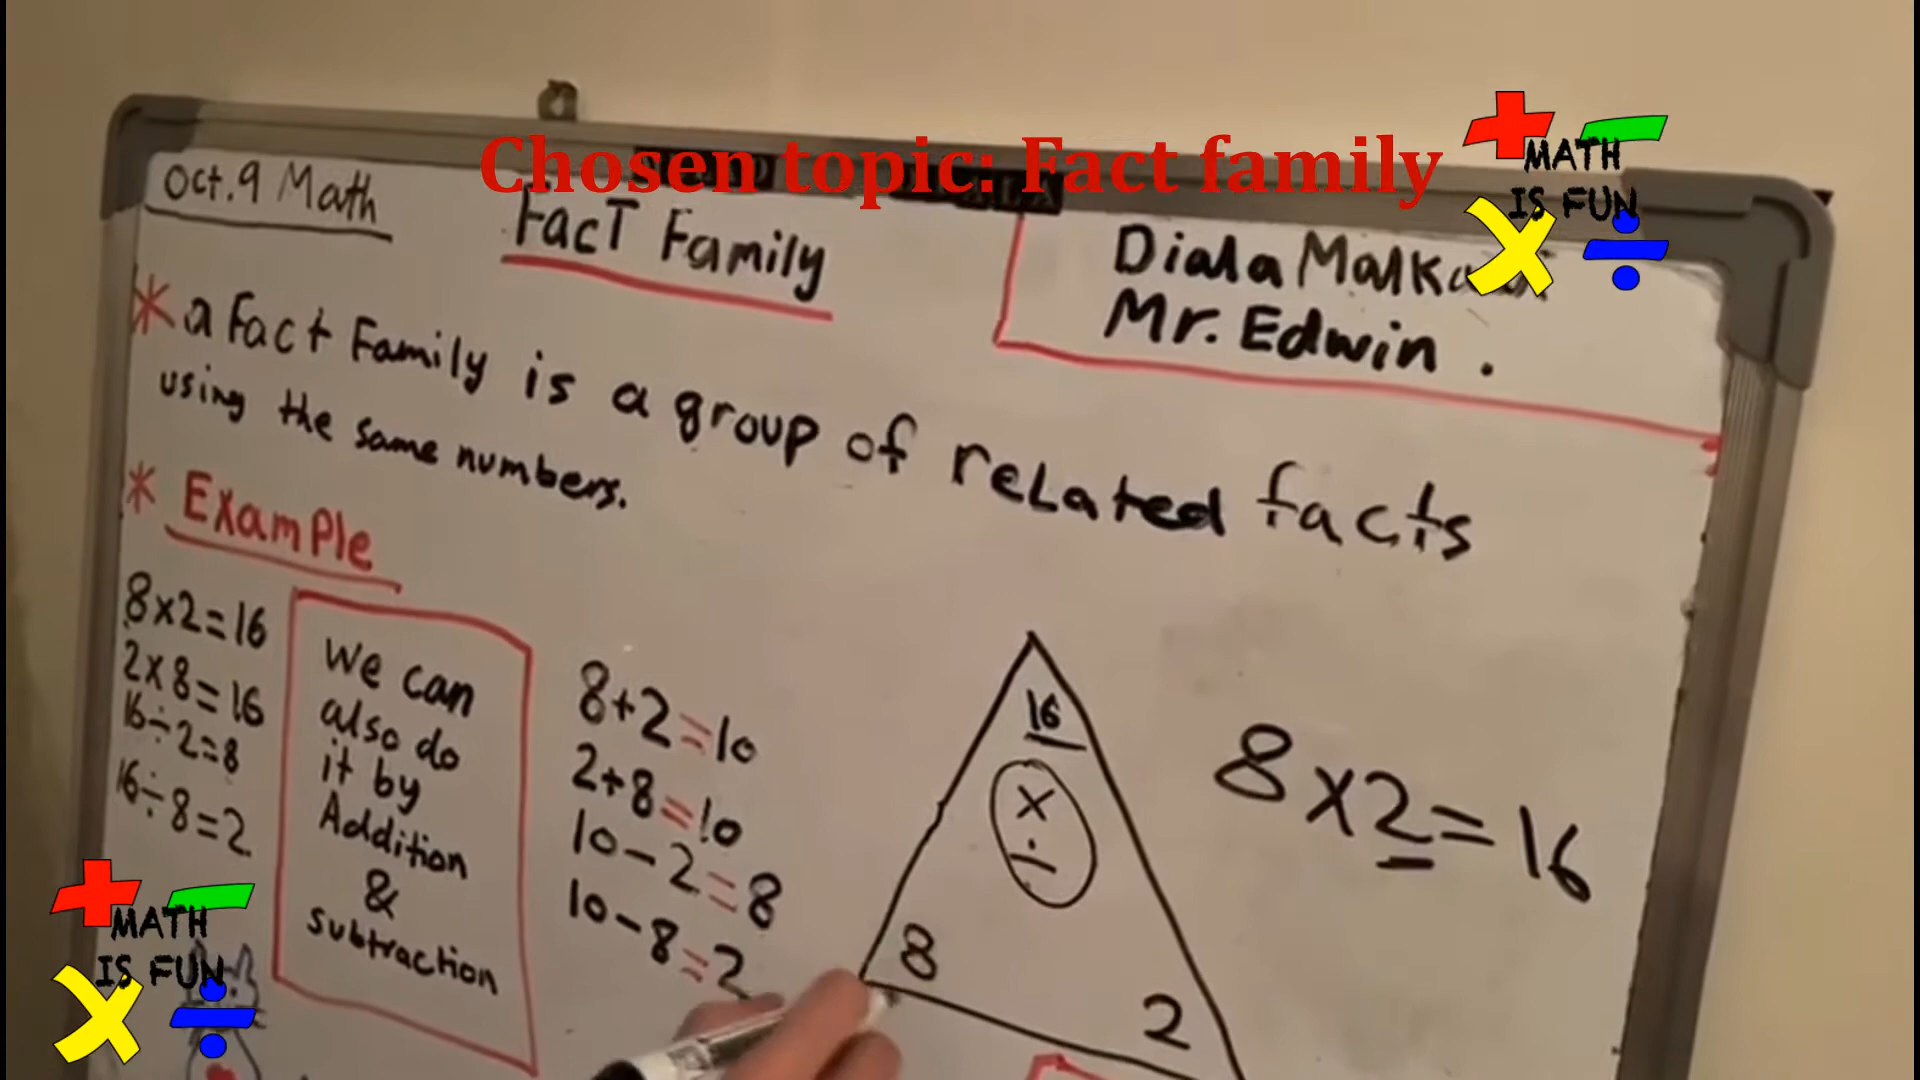 Chosen topic: Fact family
MATH
IS FUN
Oct.9 Math
FacT Family
Diala
Mr. Edwin .
* a Fact Family is a group of reLated facts
using the same numbers.
* ExamPle
8x2=16
2x8=16
16÷2=8
16÷8=2
We can
also do
it by
Addition
&
subtraction
8+2=10
2+8=10
10-2=8
10-8=2
16
x
÷
8
2
8x2=16
MATH
IS FUN